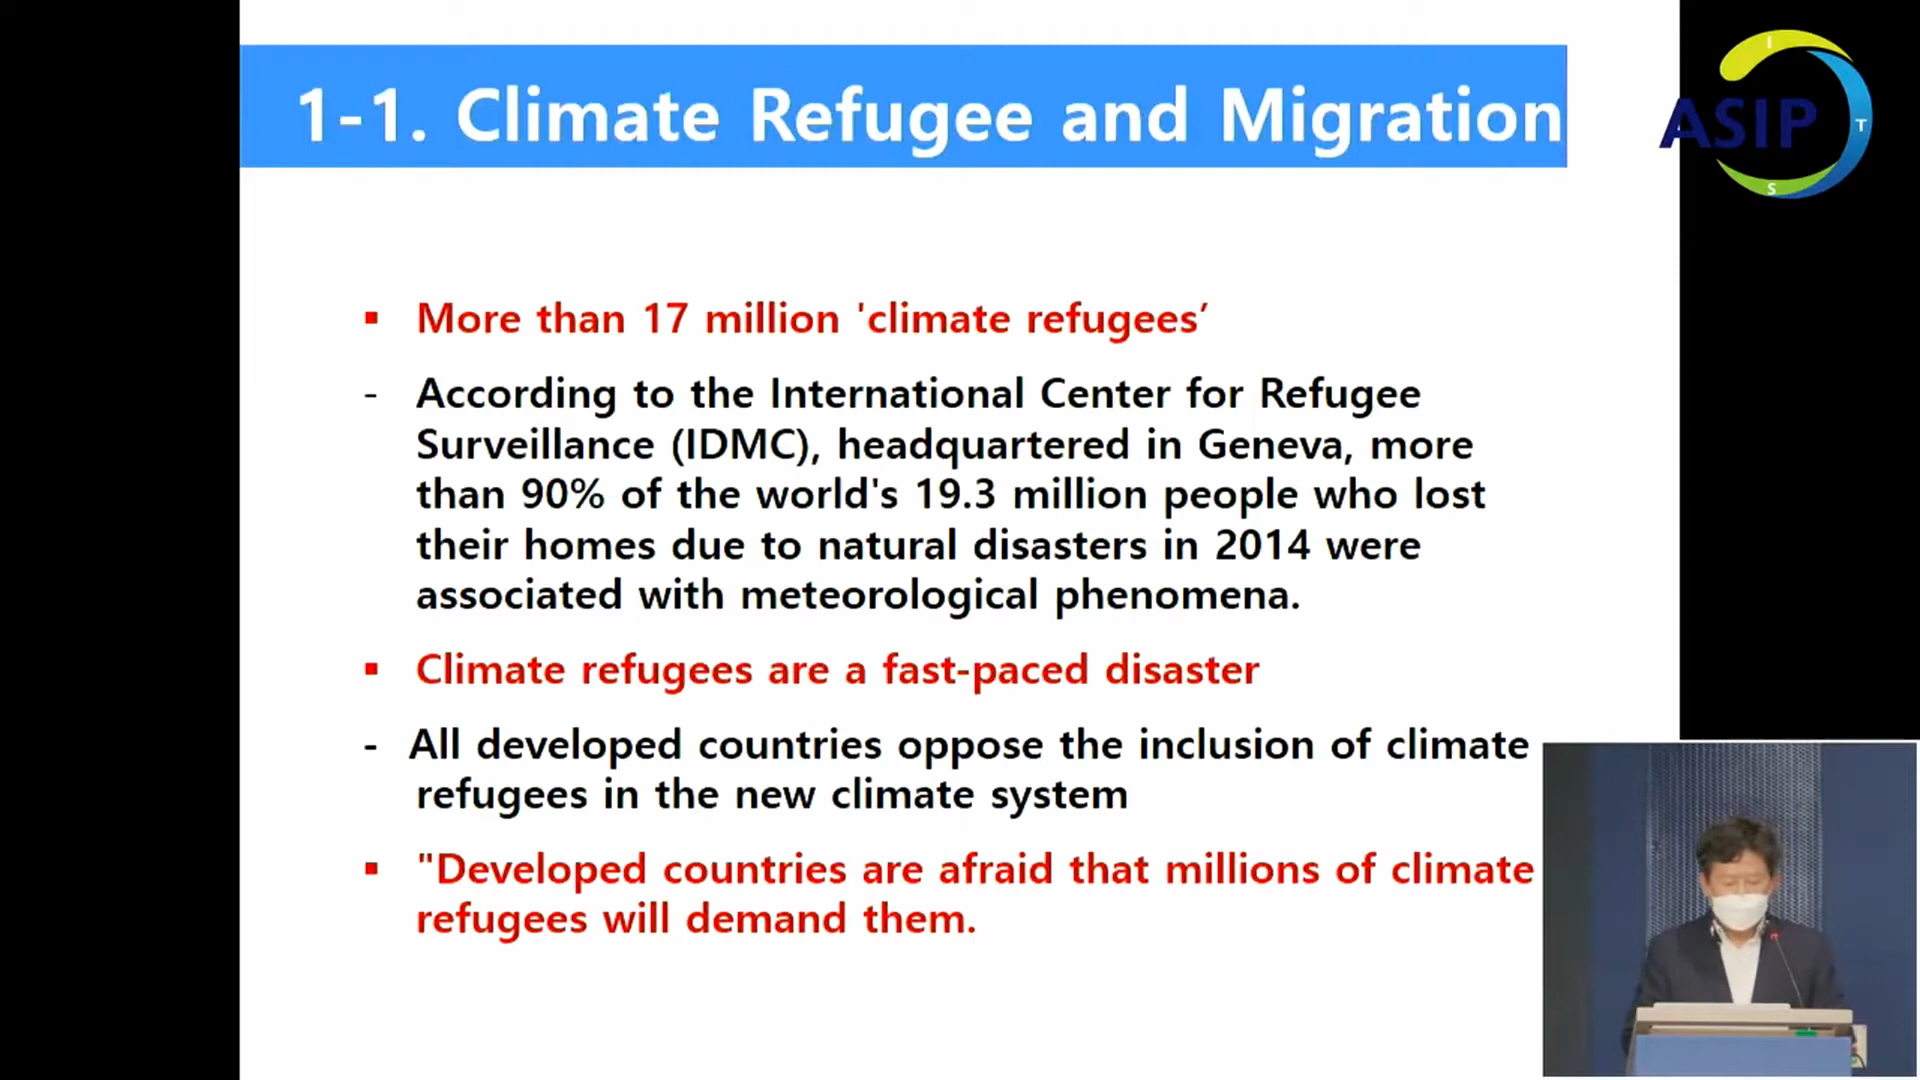 1-1. Climate Refugee and Migration
I
ASIP
T
S
▪ More than 17 million 'climate refugees’
- According to the International Center for Refugee
Surveillance (IDMC), headquartered in Geneva, more
than 90% of the world's 19.3 million people who lost
their homes due to natural disasters in 2014 were
associated with meteorological phenomena.
▪ Climate refugees are a fast-paced disaster
- All developed countries oppose the inclusion of climate
refugees in the new climate system
▪ "Developed countries are afraid that millions of climate
refugees will demand them.